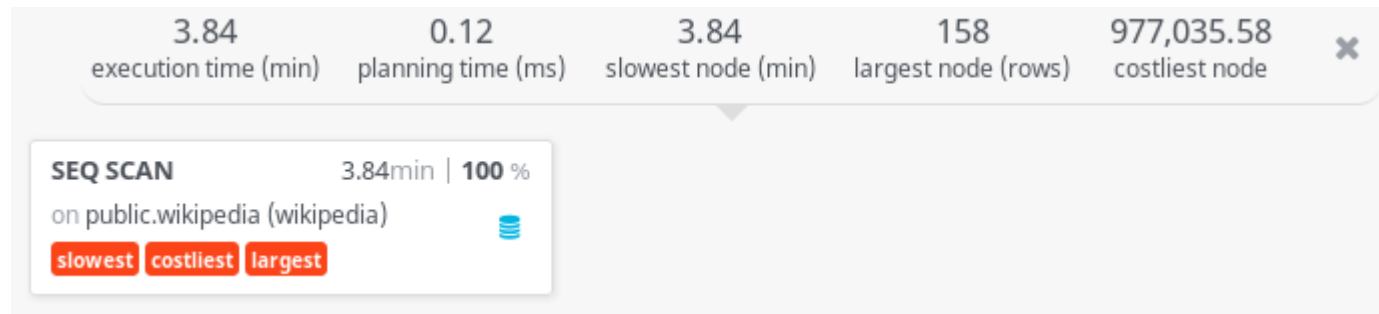 3.84 0.12 3.84 158 977,035.58
execution time (min) planning time (ms) slowest node (min) largest node (rows) costliest node
SEQ SCAN 3.84min | 100 %
on public.wikipedia (wikipedia)
slowest costliest largest